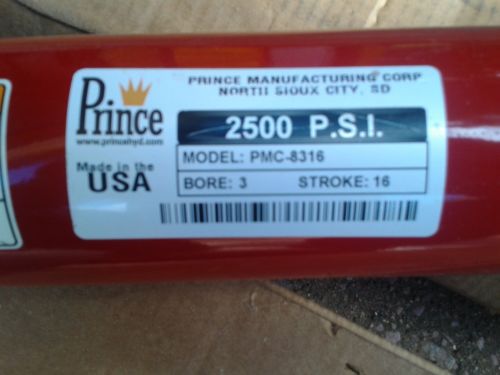 Prince
www.princehyd.com
Made in the
USA
PRINCE MANUFACTURING CORP
NORTH SIOUX CITY, SD
2500 P.S.I.
MODEL: PMC-8316
BORE: 3 STROKE: 16